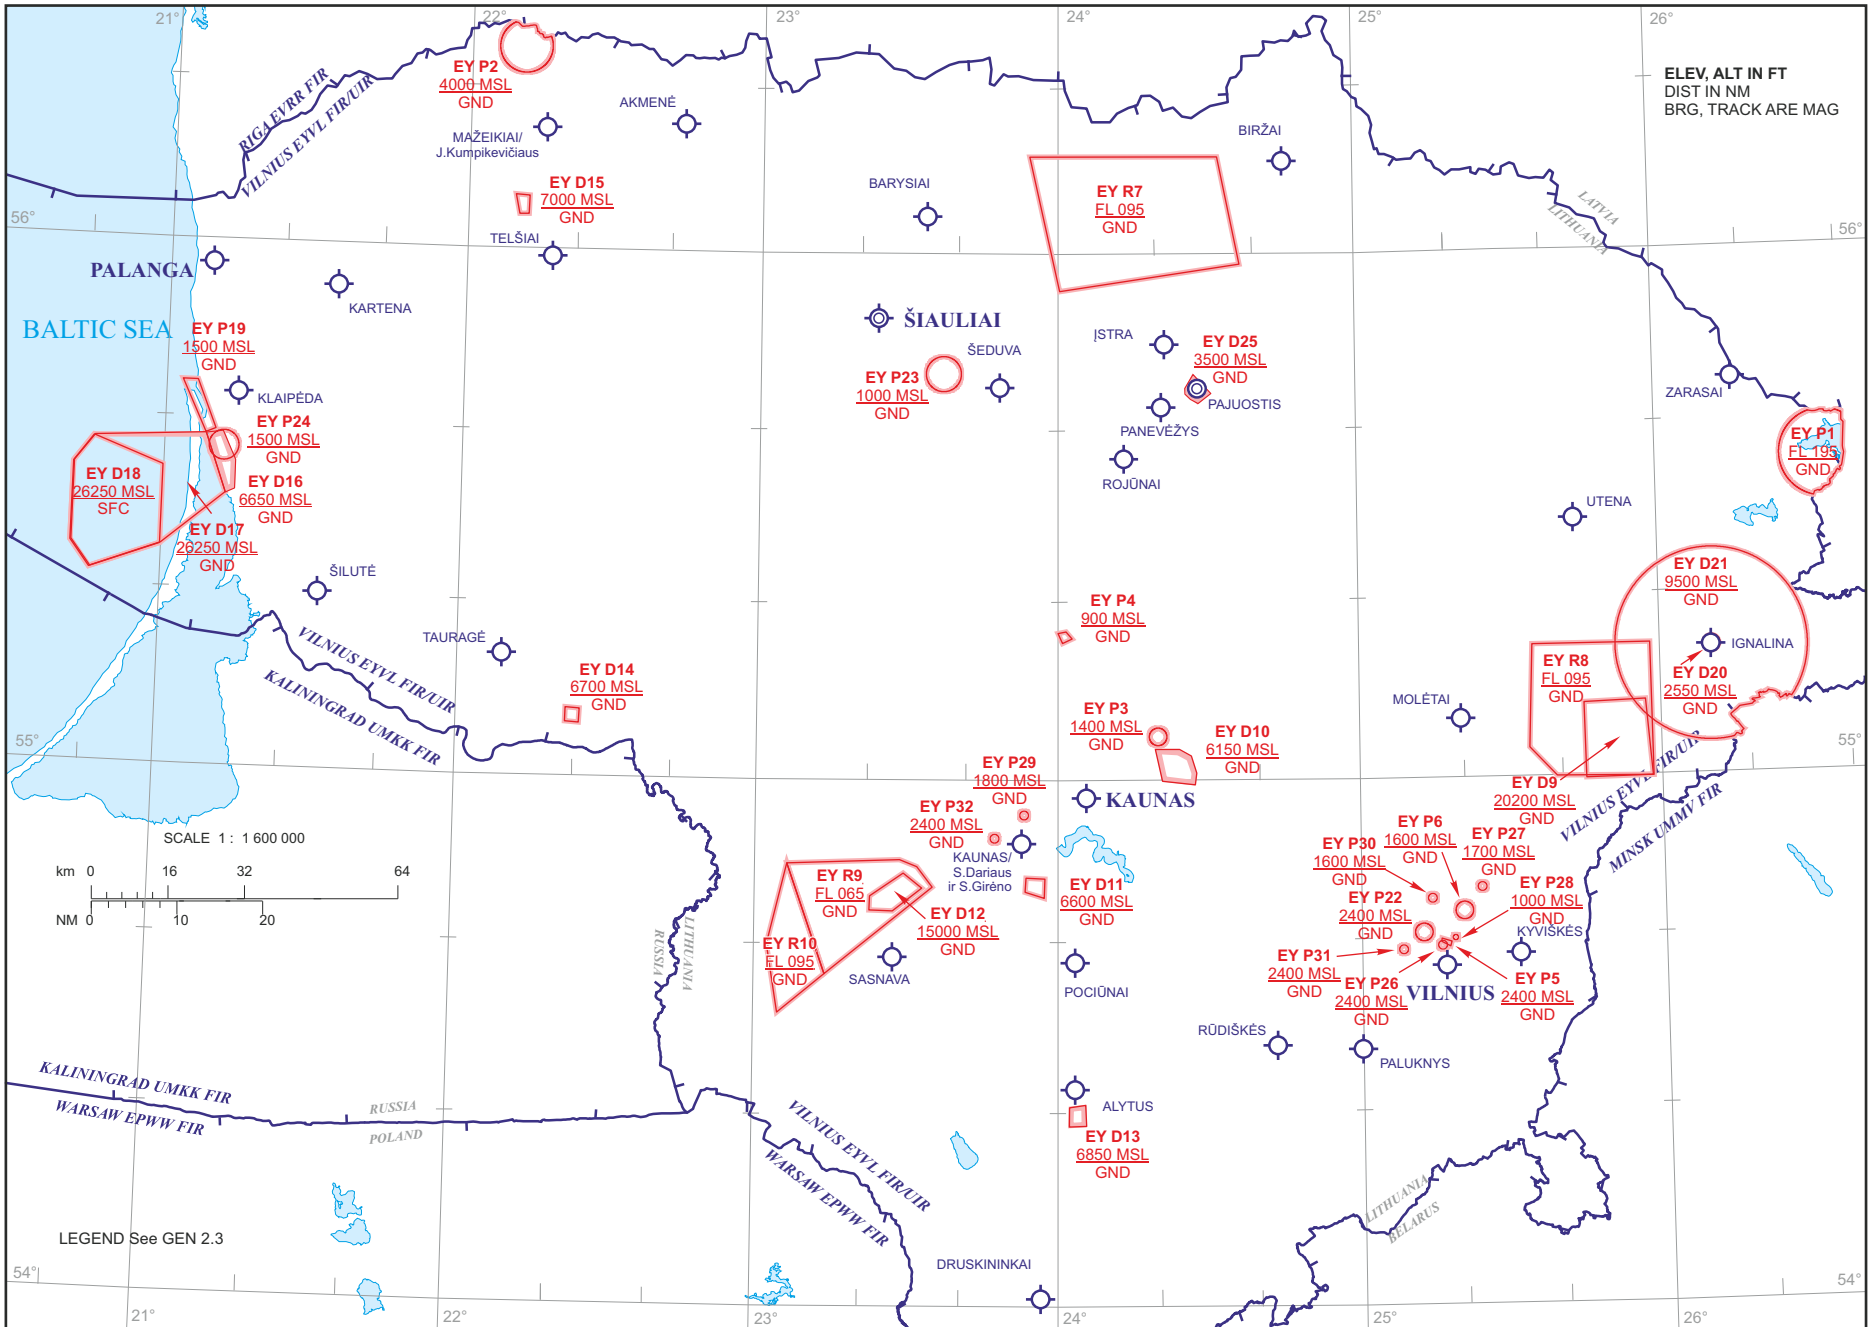 21°
22°
23°
24°
25°
26°
ELEV, ALT IN FT
DIST IN NM
BRG, TRACK ARE MAG
RIGA EVRR FIR
VILNIUS EYVL FIR/UIR
EY P2
4000 MSL
GND
MAŽEIKIAI/
J.Kumpikevičiaus
AKMENĖ
BIRŽAI
EY D15
7000 MSL
GND
TELŠIAI
BARYSIAI
EY R7
FL 095
GND
LATVIA
LITHUANIA
56°
56°
PALANGA
KARTENA
BALTIC SEA
EY P19
1500 MSL
GND
KLAIPĖDA
ŠIAULIAI
ŠEDUVA
EY P23
1000 MSL
GND
ĮSTRA
EY D25
3500 MSL
GND
PAJUOSTIS
PANEVĖŽYS
ROJŪNAI
ZARASAI
EY P1
FL 195
GND
EY P24
1500 MSL
GND
EY D18
26250 MSL
SFC
EY D16
6650 MSL
GND
EY D17
26250 MSL
GND
UTENA
ŠILUTĖ
TAURAGĖ
VILNIUS EYVL FIR/UIR
KALININGRAD UMKK FIR
EY D14
6700 MSL
GND
EY P4
900 MSL
GND
EY D21
9500 MSL
GND
IGNALINA
EY D20
2550 MSL
GND
EY R8
FL 095
GND
MOLĖTAI
EY P3
1400 MSL
GND
EY D10
6150 MSL
GND
55°
55°
EY P29
1800 MSL
GND
KAUNAS
EY D9
20200 MSL
GND
VILNIUS EYVL FIR/UIR
MINSK UMMV FIR
EY P32
2400 MSL
GND
KAUNAS/
S.Dariaus
ir S.Girėno
EY P6
1600 MSL
GND
EY P27
1700 MSL
GND
EY P30
1600 MSL
GND
EY P28
1000 MSL
GND
KYVIŠKĖS
SCALE 1 : 1 600 000
km 0 16 32 64
NM 0 10 20
EY R9
FL 065
GND
EY D11
6600 MSL
GND
EY D12
15000 MSL
GND
EY R10
FL 095
GND
SASNAVA
EY P22
2400 MSL
GND
EY P31
2400 MSL
GND
EY P26
2400 MSL
GND
VILNIUS
EY P5
2400 MSL
GND
RUSSIA
LITHUANIA
POCIŪNAI
RŪDIŠKĖS
PALUKNYS
KALININGRAD UMKK FIR
WARSAW EPWW FIR
RUSSIA
POLAND
ALYTUS
EY D13
6850 MSL
GND
VILNIUS EYVL FIR/UIR
WARSAW EPWW FIR
LITHUANIA
BELARUS
LEGEND See GEN 2.3
DRUSKININKAI
54°
54°
21°
22°
23°
24°
25°
26°